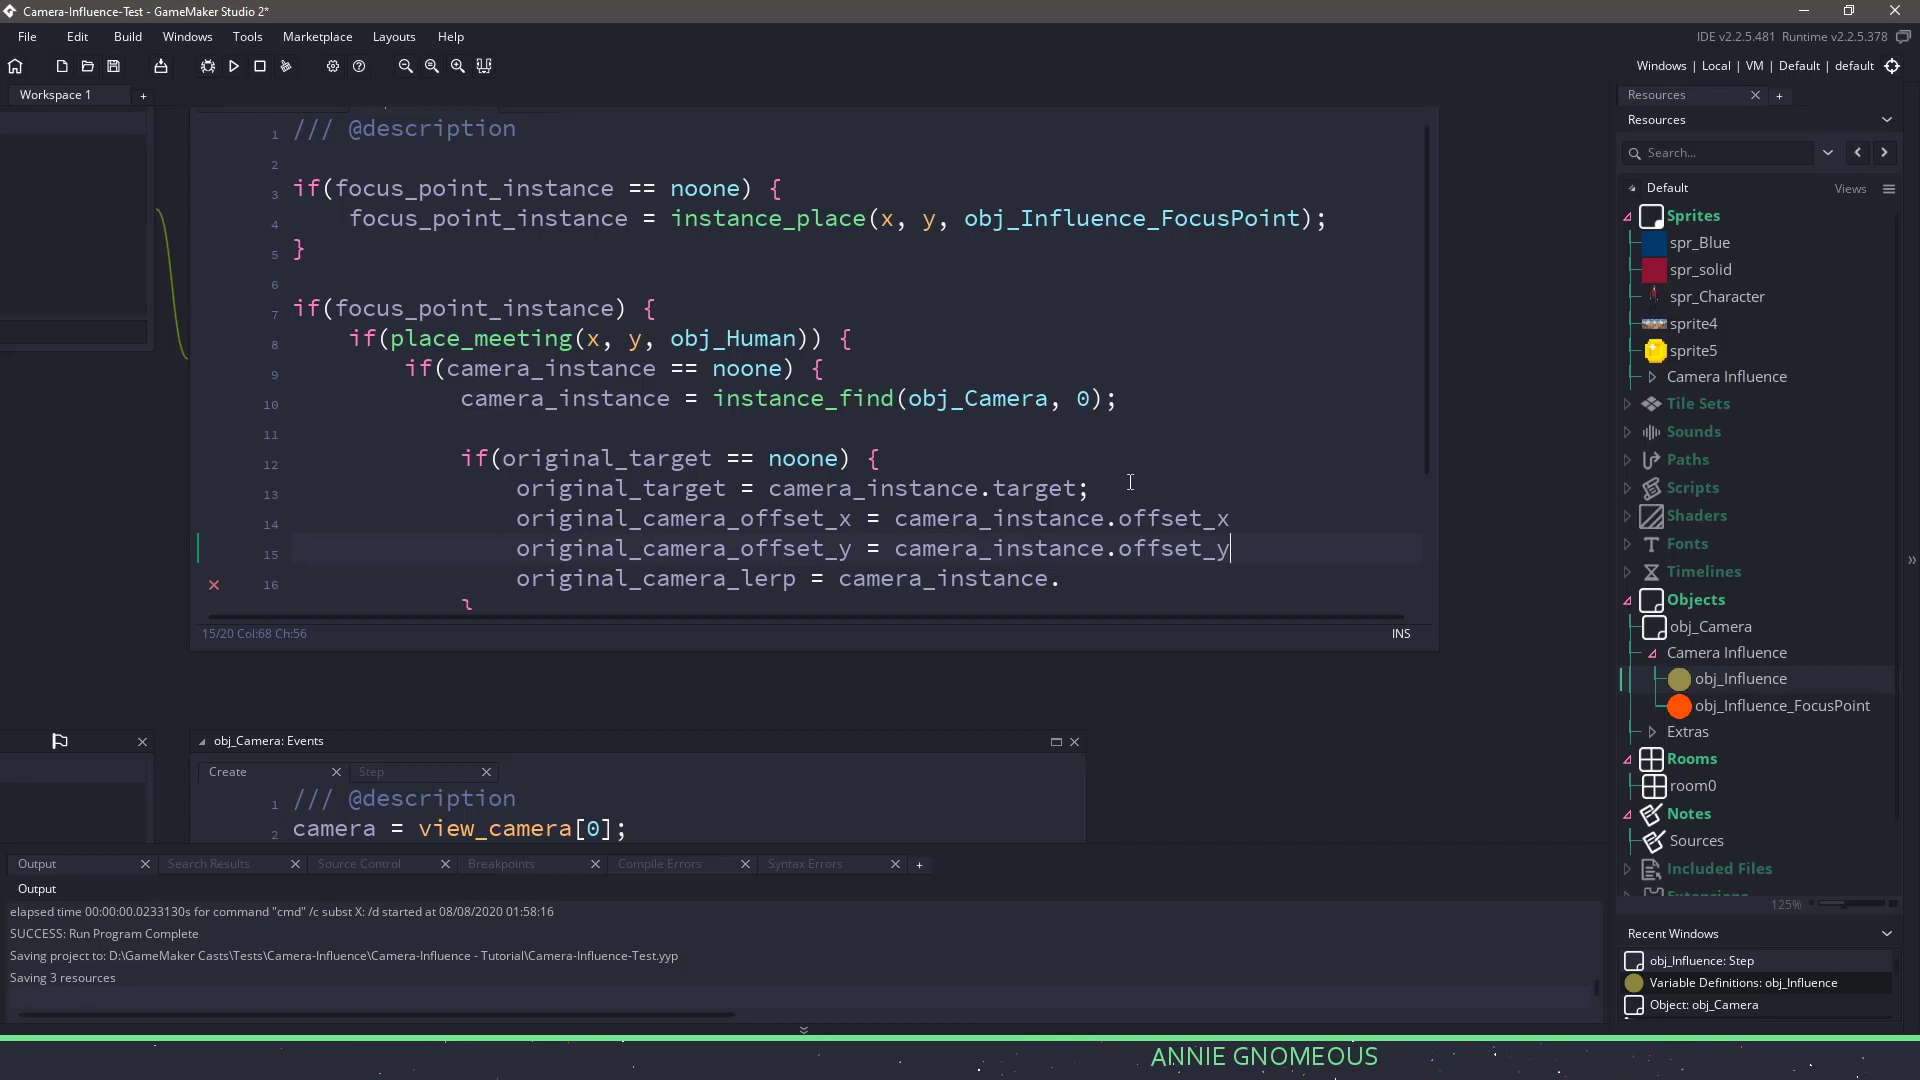 Camera-Influence-Test - GameMaker Studio 2*
File Edit Build Windows Tools Marketplace Layouts Help
IDE v2.2.5.481 Runtime v2.2.5.378
Windows | Local | VM | Default | default
Workspace 1
1 /// @description
2
3 if(focus_point_instance == noone) {
4 focus_point_instance = instance_place(x, y, obj_Influence_FocusPoint);
5 }
6
7 if(focus_point_instance) {
8 if(place_meeting(x, y, obj_Human)) {
9 if(camera_instance == noone) {
10 camera_instance = instance_find(obj_Camera, 0);
11
12 if(original_target == noone) {
13 original_target = camera_instance.target;
14 original_camera_offset_x = camera_instance.offset_x
15 original_camera_offset_y = camera_instance.offset_y
16 original_camera_lerp = camera_instance.
}
15/20 Col:68 Ch:56
INS
obj_Camera: Events
Create Step
1 /// @description
2 camera = view_camera[0];
Output Search Results Source Control Breakpoints Compile Errors Syntax Errors
Output
elapsed time 00:00:00.0233130s for command "cmd" /c subst X: /d started at 08/08/2020 01:58:16
SUCCESS: Run Program Complete
Saving project to: D:\GameMaker Casts\Tests\Camera-Influence\Camera-Influence - Tutorial\Camera-Influence-Test.yyp
Saving 3 resources
Resources
Resources
Search...
Default Views
Sprites
spr_Blue
spr_solid
spr_Character
sprite4
sprite5
Camera Influence
Tile Sets
Sounds
Paths
Scripts
Shaders
Fonts
Timelines
Objects
obj_Camera
Camera Influence
obj_Influence
obj_Influence_FocusPoint
Extras
Rooms
room0
Notes
Sources
Included Files
125%
Recent Windows
obj_Influence: Step
Variable Definitions: obj_Influence
Object: obj_Camera
ANNIE GNOMEOUS